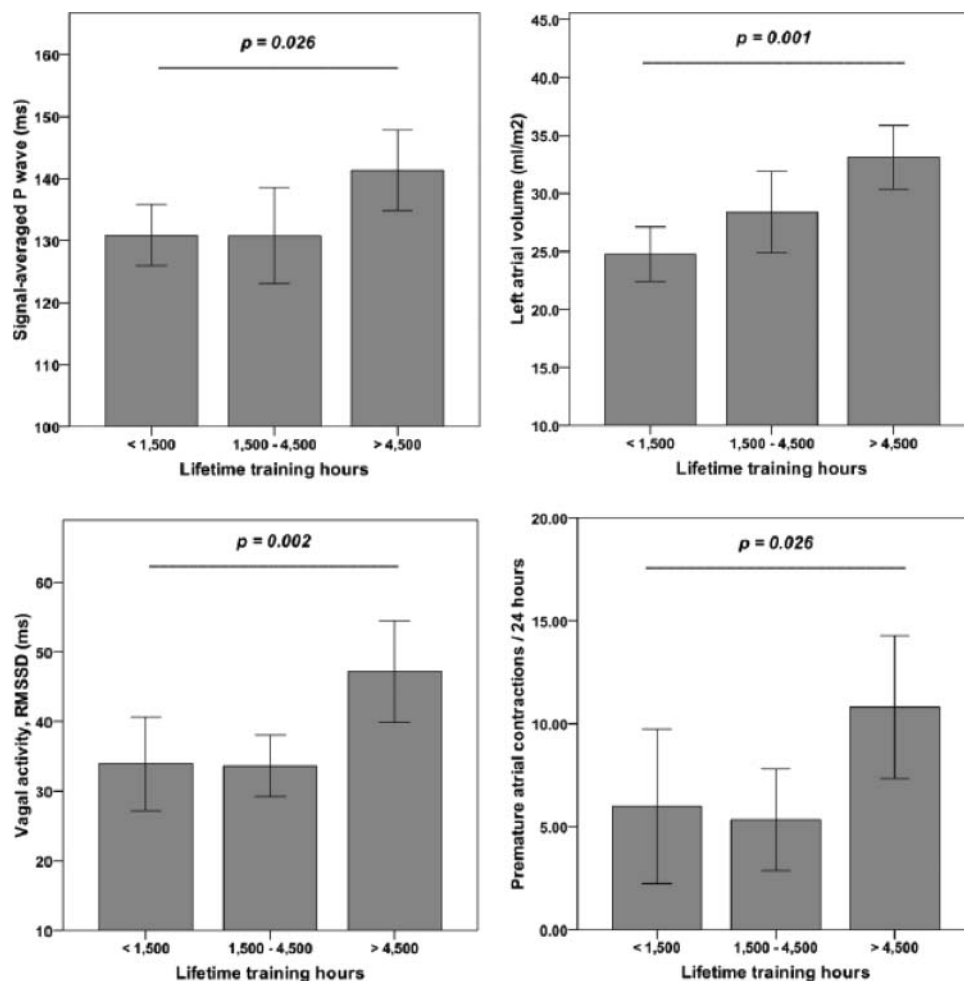 p = 0.026
Signal-averaged P wave (ms)
160
150
140
130
120
110
100
< 1,500
1,500 - 4,500
> 4,500
Lifetime training hours
p = 0.001
Left atrial volume (ml/m2)
45.0
40.0
35.0
30.0
25.0
20.0
15.0
10.0
< 1,500
1,500 - 4,500
> 4,500
Lifetime training hours
p = 0.002
Vagal activity, RMSSD (ms)
60
50
40
30
20
10
< 1,500
1,500 - 4,500
> 4,500
Lifetime training hours
p = 0.026
Premature atrial contractions / 24 hours
20.00
15.00
10.00
5.00
0.00
< 1,500
1,500 - 4,500
> 4,500
Lifetime training hours